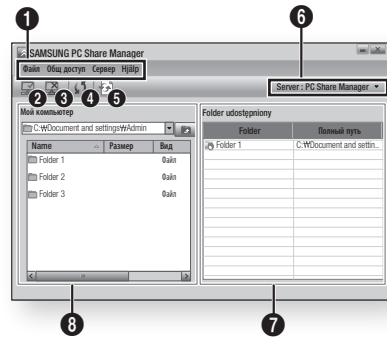 1
6
SAMSUNG PC Share Manager
Файл Общ доступ Сервер Hjälp
2 3 4 5
Server : PC Share Manager
Мой компьютер
C:₩Document and settings₩Admin
Name Размер Вид
Folder 1 Файл
Folder 2 Файл
Folder 3 Файл
Folder udostępniony
Folder Полный путь
Folder 1 C:₩Document and settin..
8
7